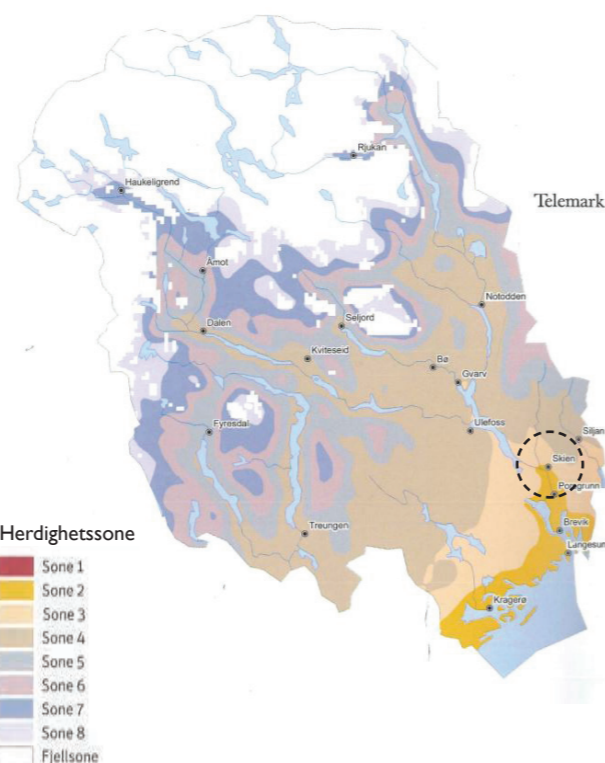 Rjukan
Haukeligrend
Telemark
Åmot
Notodden
Seljord
Dalen
Kviteseid
Bø
Gvarv
Fyresdal
Ulefoss
Siljan
Skien
Porsgrunn
Brevik
Langesun
Treungen
Kragerø
Herdighetssone
Sone 1
Sone 2
Sone 3
Sone 4
Sone 5
Sone 6
Sone 7
Sone 8
Fjellsone